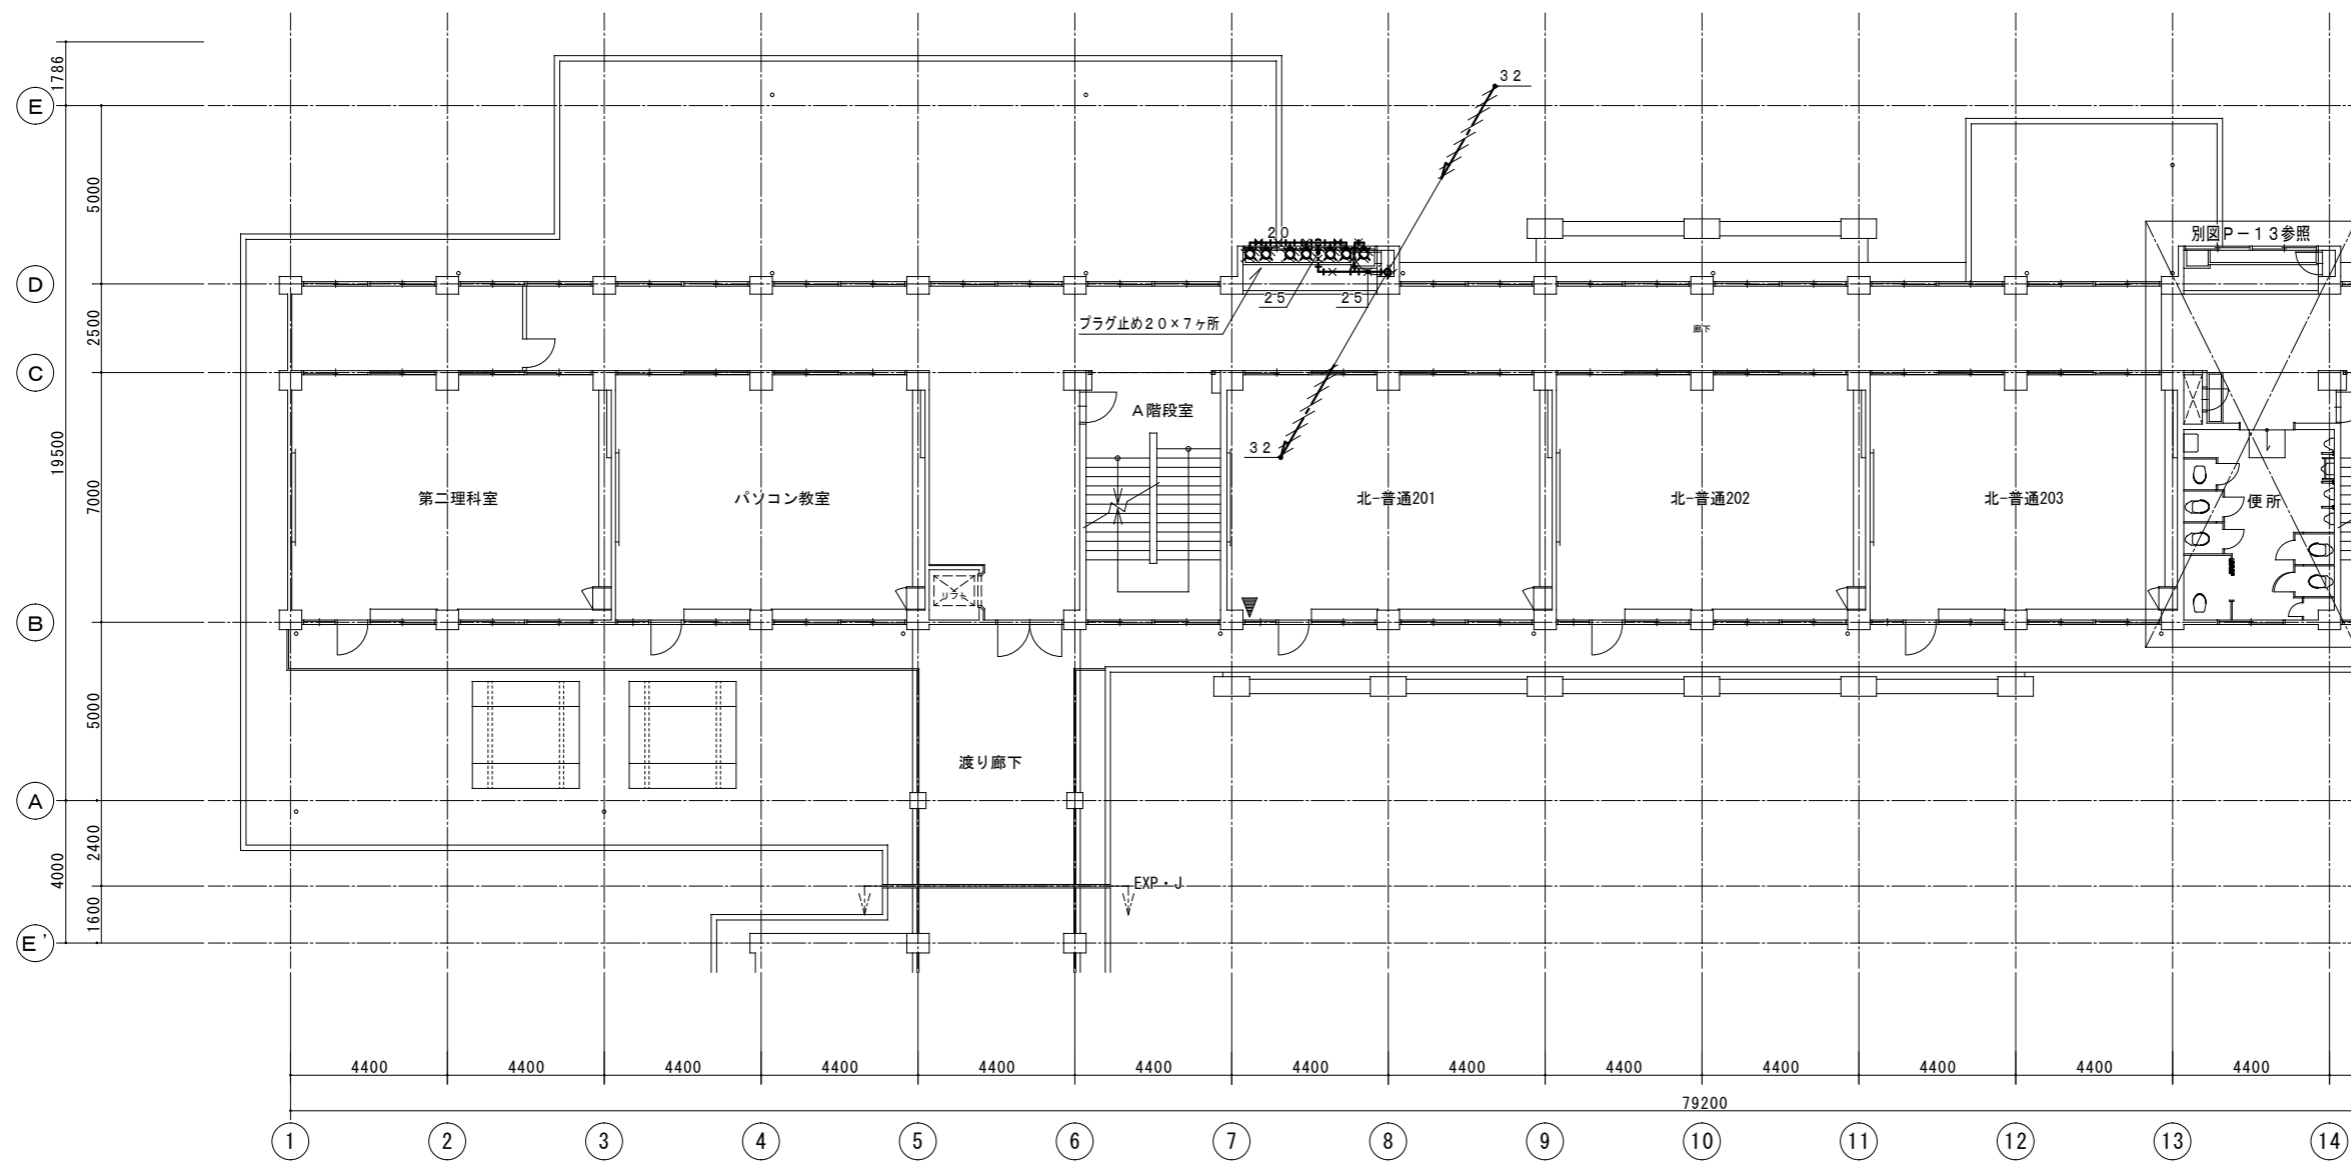 1786
E
32
5000
20
別図P－13参照
D
25
25
プラグ止め20×7ヶ所
2500
廊下
C
A階段室
19500
32
7000
第二理科室
パソコン教室
北-普通201
北-普通202
北-普通203
便所
リフト
B
5000
渡り廊下
A
2400
4000
EXP・J
1600
E'
4400 4400 4400 4400 4400 4400 4400 4400 4400 4400 4400 4400 4400
79200
1 2 3 4 5 6 7 8 9 10 11 12 13 14